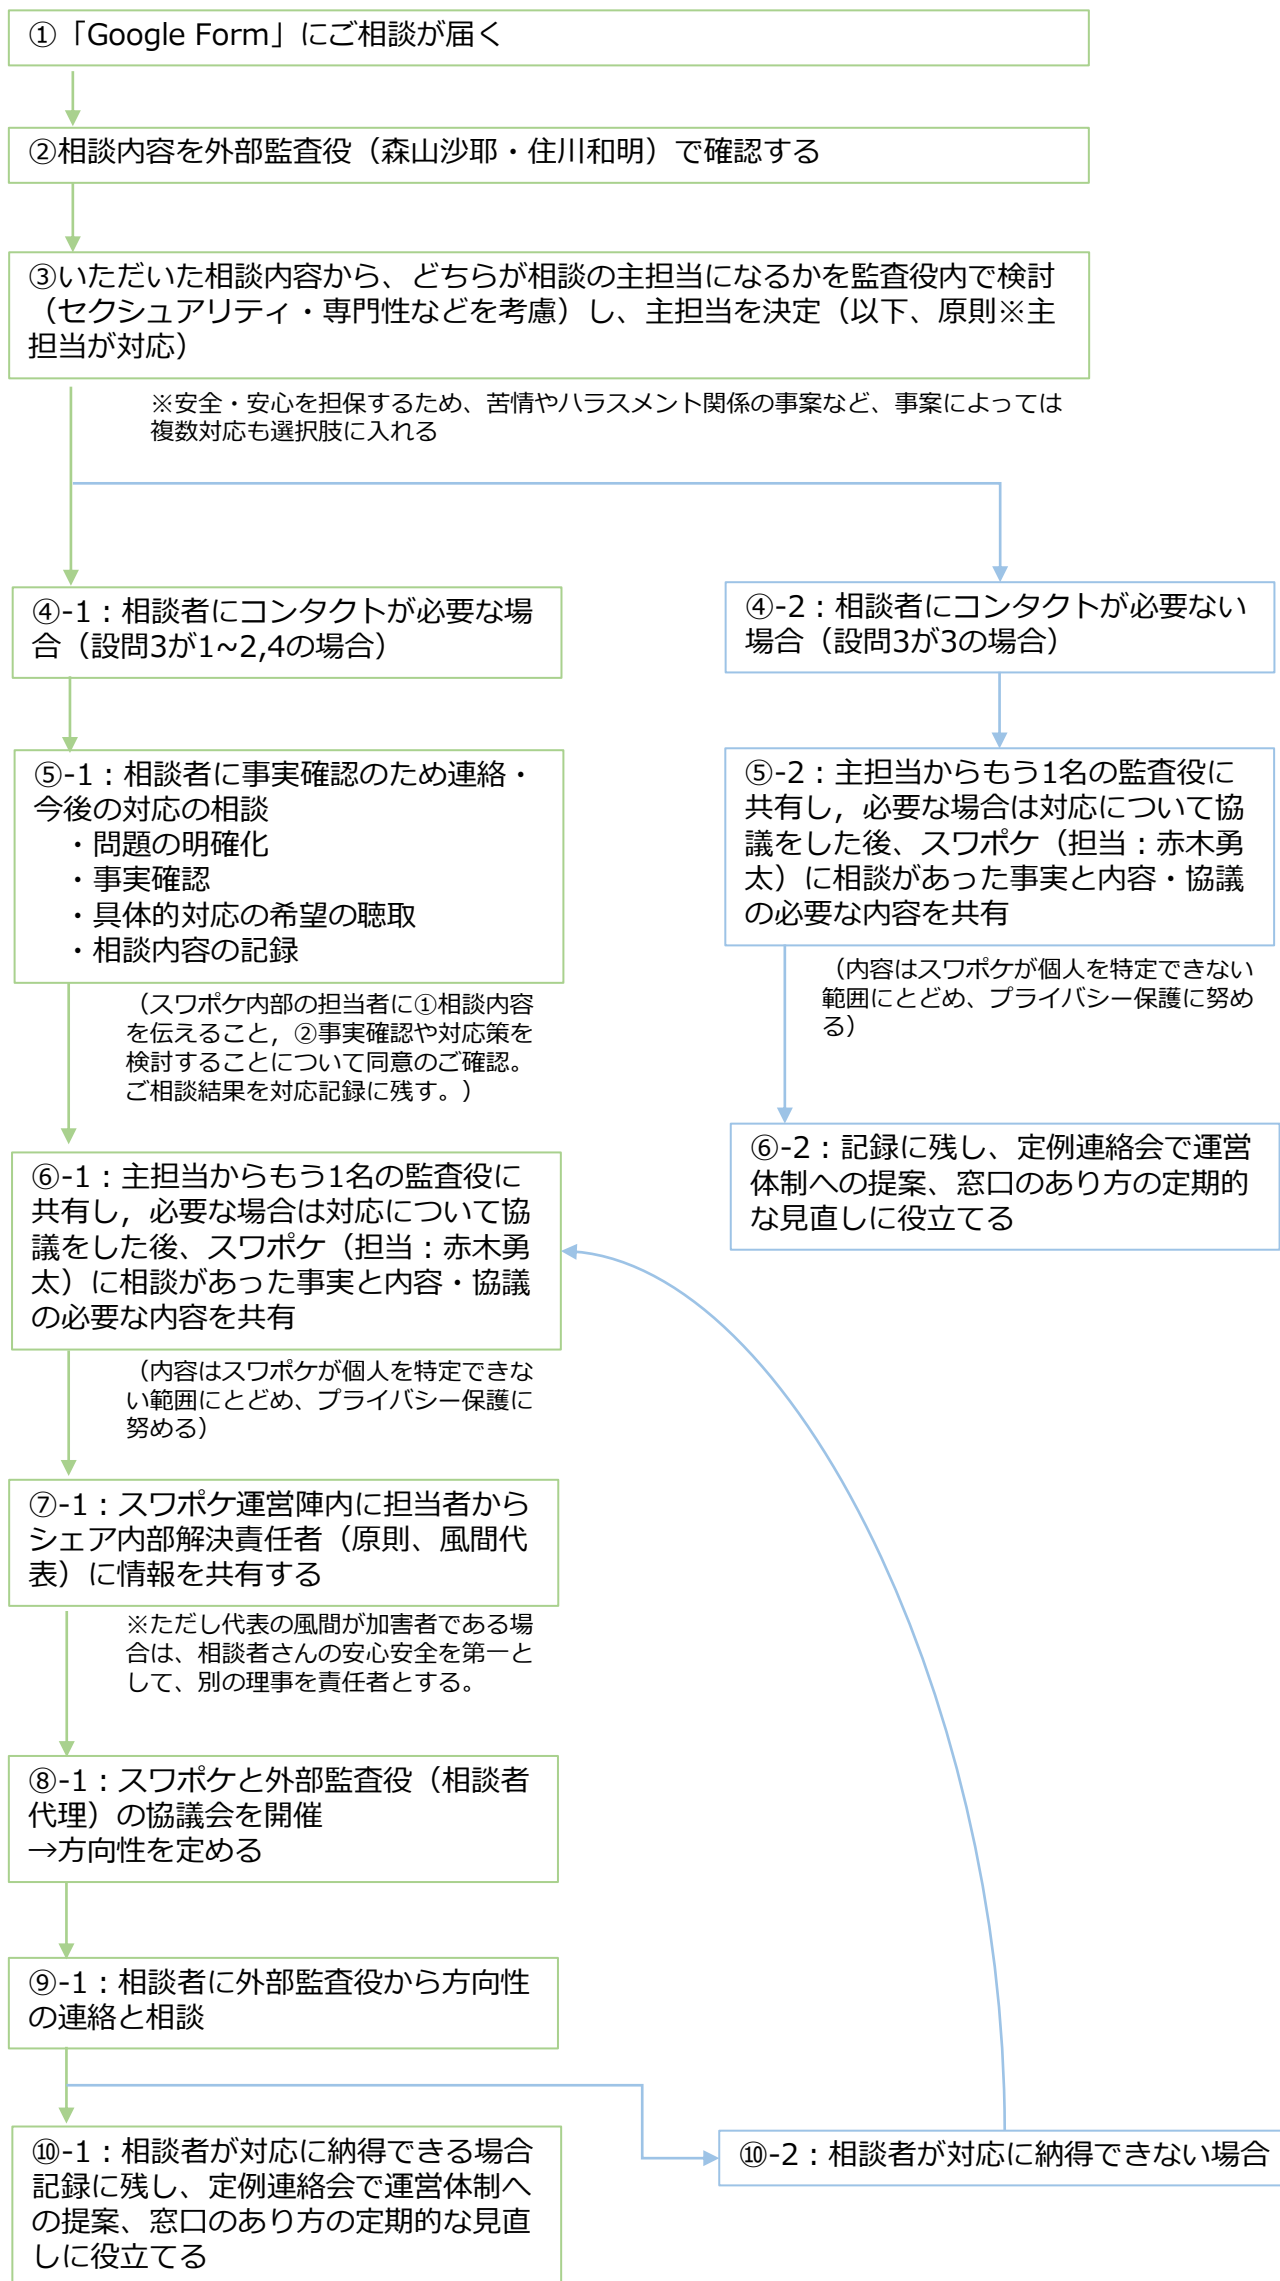 ①「Google Form」にご相談が届く
②相談内容を外部監査役（森山沙耶・住川和明）で確認する
③いただいた相談内容から、どちらが相談の主担当になるかを監査役内で検討
（セクシュアリティ・専門性などを考慮）し、主担当を決定（以下、原則※主
担当が対応）
※安全・安心を担保するため、苦情やハラスメント関係の事案など、事案によっては
複数対応も選択肢に入れる
④-1：相談者にコンタクトが必要な場
合（設問3が1~2,4の場合）
④-2：相談者にコンタクトが必要ない
場合（設問3が3の場合）
⑤-1：相談者に事実確認のため連絡・
今後の対応の相談
・問題の明確化
・事実確認
・具体的対応の希望の聴取
・相談内容の記録
（スワポケ内部の担当者に①相談内容
を伝えること，②事実確認や対応策を
検討することについて同意のご確認。
ご相談結果を対応記録に残す。）
⑤-2：主担当からもう1名の監査役に
共有し，必要な場合は対応について協
議をした後、スワポケ（担当：赤木勇
太）に相談があった事実と内容・協議
の必要な内容を共有
（内容はスワポケが個人を特定できない
範囲にとどめ、プライバシー保護に努め
る）
⑥-2：記録に残し、定例連絡会で運営
体制への提案、窓口のあり方の定期的
な見直しに役立てる
⑥-1：主担当からもう1名の監査役に
共有し，必要な場合は対応について協
議をした後、スワポケ（担当：赤木勇
太）に相談があった事実と内容・協議
の必要な内容を共有
（内容はスワポケが個人を特定できな
い範囲にとどめ、プライバシー保護に
努める）
⑦-1：スワポケ運営陣内に担当者から
シェア内部解決責任者（原則、風間代
表）に情報を共有する
※ただし代表の風間が加害者である場
合は、相談者さんの安心安全を第一と
して、別の理事を責任者とする。
⑧-1：スワポケと外部監査役（相談者
代理）の協議会を開催
→方向性を定める
⑨-1：相談者に外部監査役から方向性
の連絡と相談
⑩-1：相談者が対応に納得できる場合
記録に残し、定例連絡会で運営体制へ
の提案、窓口のあり方の定期的な見直
しに役立てる
⑩-2：相談者が対応に納得できない場合